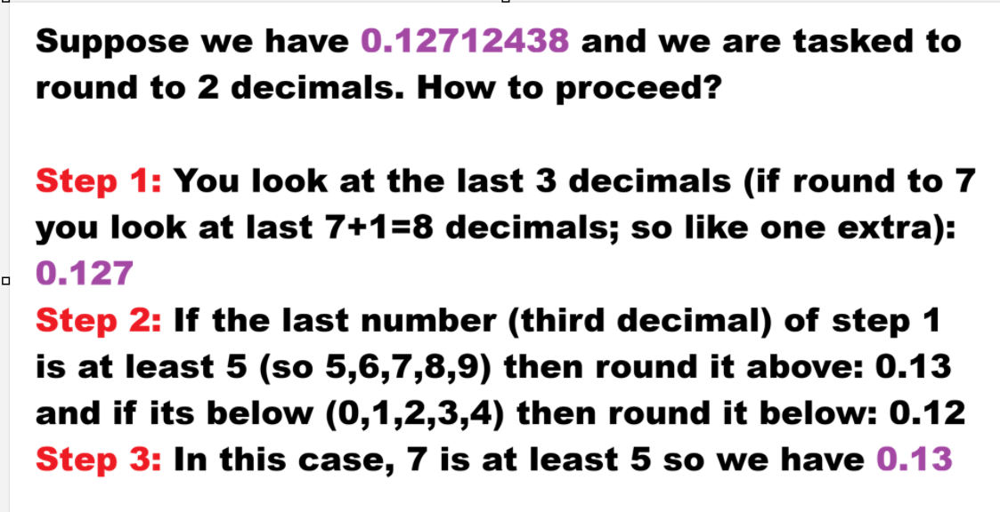 Suppose we have 0.12712438 and we are tasked to
round to 2 decimals. How to proceed?
Step 1: You look at the last 3 decimals (if round to 7
you look at last 7+1=8 decimals; so like one extra):
0.127
Step 2: If the last number (third decimal) of step 1
is at least 5 (so 5,6,7,8,9) then round it above: 0.13
and if its below (0,1,2,3,4) then round it below: 0.12
Step 3: In this case, 7 is at least 5 so we have 0.13